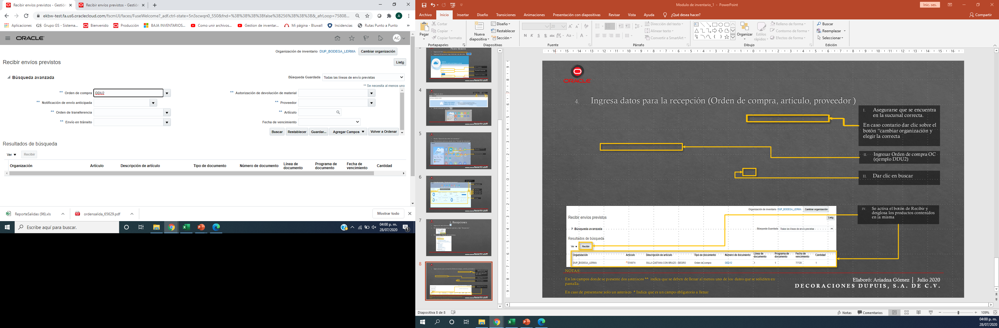 Recibir envíos previstos - Gestión
Recibir envíos previstos - Gestión
ekbw-test.fa.us6.oraclecloud.com/fscmUI/faces/FuseWelcome?_adf.ctrl-state=5n3scwqn0_550&fnd=%3B%3B%3B%3Bfalse%3B256%3B%3B%3B&_afrLoop=75808...
Aplicaciones GS Grupo GS - Sistema... Bienvenido Producción BAJA INVENTARIOS... Como unir archivos... Gestion de inventar... Mi página - Bluwall Incidencias Rutas Punto a Punto »
ORACLE
AG
Organización de inventario DUP_BODEGA_LERMA Cambiar organización
Recibir envíos previstos
Listo
Búsqueda avanzada
Búsqueda Guardada Todas las líneas de envío previstas
** Se necesita al menos uno
** Orden de compra DDU2
** Autorización de devolución de material
** Notificación de envío anticipada
** Proveedor
** Orden de transferencia
** Artículo
** Envío en tránsito
Fecha de vencimiento
Buscar Restablecer Guardar... Agregar Campos Volver a Ordenar
Resultados de búsqueda
Ver Recibir
Organización Artículo Descripción de artículo Tipo de documento Número de documento Línea de documento Programa de documento Fecha de vencimiento Cantidad
ReporteSalidas (96).xls
ordensalida_65629.pdf
Mostrar todo
Escribe aquí para buscar.
04:00 p. m.
28/07/2020
Modulo de inventario_1 - PowerPoint
Inic. ses.
Archivo Inicio Insertar Diseño Transiciones Animaciones Presentación con diapositivas Revisar Vista Ayuda ¿Qué desea hacer? Compartir
Pegar
Cortar
Copiar
Copiar formato
Portapapeles
Nueva diapositiva
Diseño
Restablecer
Sección
Diapositivas
20
N K S S abc AV Aa A
Fuente
Dirección del texto
Alinear texto
Convertir a SmartArt
Párrafo
Organizar
Estilos rápidos
Relleno de forma
Contorno de forma
Efectos de forma
Dibujo
Buscar
Reemplazar
Seleccionar
Edición
Pasos básicos
4
5
6
7
1. Recepciones
8
ORACLE
4. Ingresa datos para la recepción (Orden de compra, articulo, proveedor )
I. Asegurarse que se encuentra
en la sucursal correcta.
En caso contario dar clic sobre el
botón “cambiar organización y
elegir la correcta
II. Ingresar Orden de compra OC
(ejemplo DDU2)
II. Dar clic en buscar
IV. Se activa el botón de Recibir y
desglosa los productos contenidos
en la misma
Organización de inventario DUP_BODEGA_LERMA Cambiar organización
Recibir envíos previstos
Listo
Búsqueda avanzada
Búsqueda Guardada Todas las líneas de envío previstas
Resultados de búsqueda
Ver Recibir
Organización Artículo Descripción de artículo Tipo de documento Número de documento Línea de documento Programa de documento Fecha de vencimiento Cantidad
DUP_BODEGA_LERMA 1110074 SILLA CAETANA CON BRAZO - NEGRO Orden de compra DDU12 1 1 7/7/20 1
NOTAS:
En los campos donde se presente dos asteriscos ** indica que se deben de llenar al menos uno de los datos que se soliciten en
pantalla.
En caso de presentarse solo un asterisco * Indica que es un campo obligatorio a llenar
Elaboró: Ariadna Gómez | Julio 2020
DECORACIONES DUPUIS, S.A. DE C.V.
Diapositiva 8 de 8
Notas Comentarios 109%
04:00 p. m.
28/07/2020